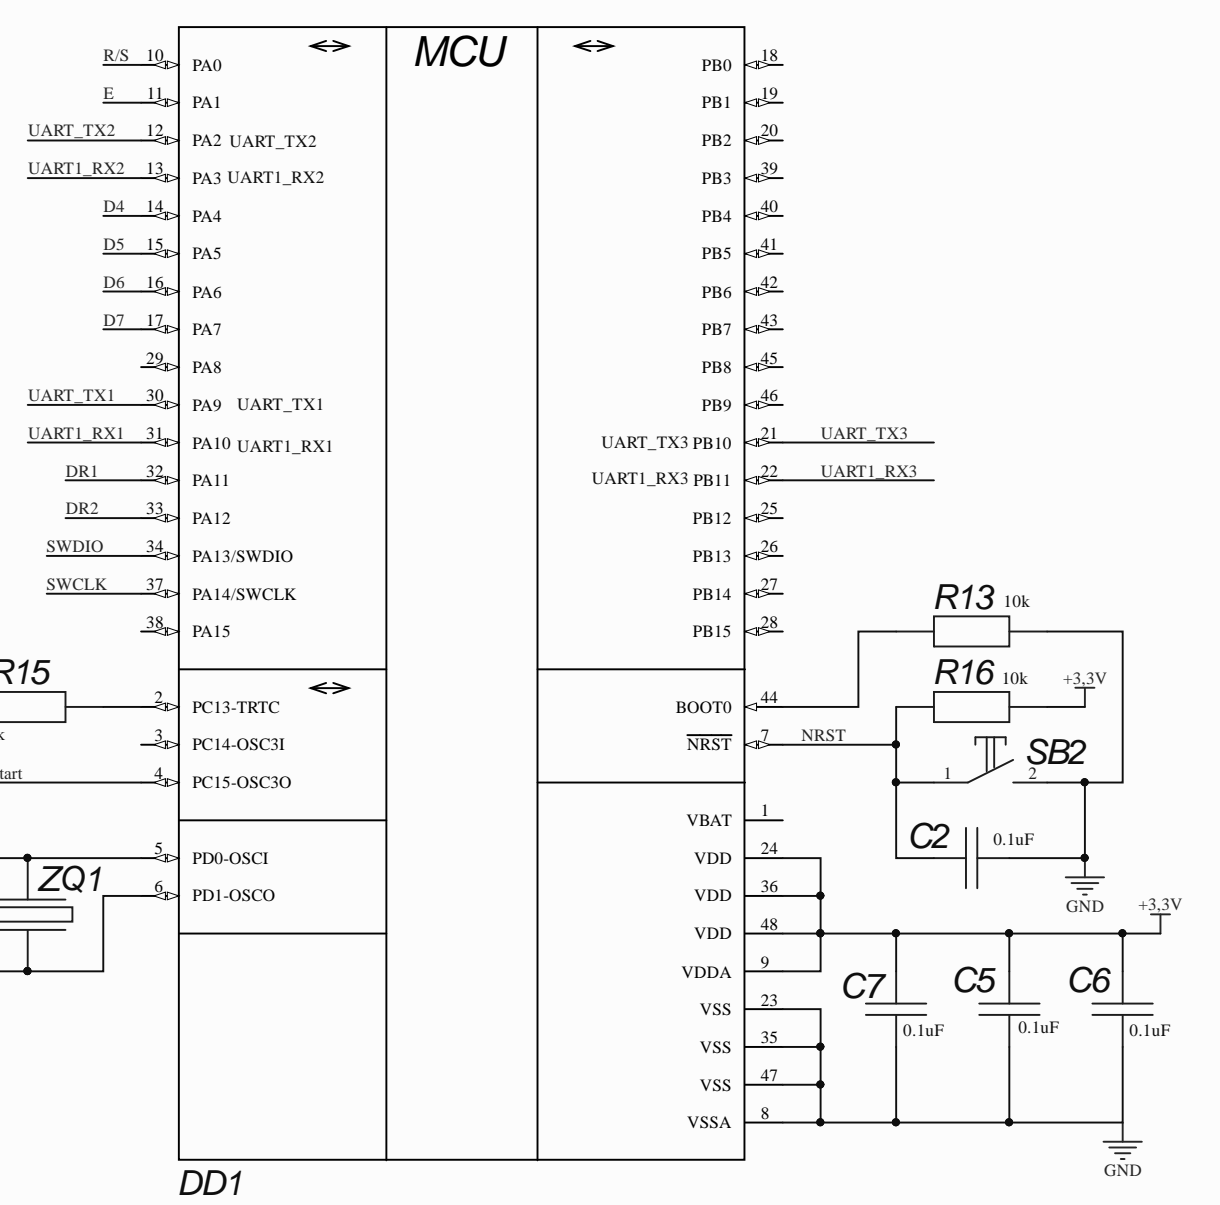 MCU
R/S 10 PA0
E 11 PA1
UART_TX2 12 PA2 UART_TX2
UART1_RX2 13 PA3 UART1_RX2
D4 14 PA4
D5 15 PA5
D6 16 PA6
D7 17 PA7
29 PA8
UART_TX1 30 PA9 UART_TX1
UART1_RX1 31 PA10 UART1_RX1
DR1 32 PA11
DR2 33 PA12
SWDIO 34 PA13/SWDIO
SWCLK 37 PA14/SWCLK
38 PA15
R15
k
2 PC13-TRTC
3 PC14-OSC3I
tart 4 PC15-OSC3O
5 PD0-OSCI
ZQ1
6 PD1-OSCO
PB0 18
PB1 19
PB2 20
PB3 39
PB4 40
PB5 41
PB6 42
PB7 43
PB8 45
PB9 46
UART_TX3 PB10 21 UART_TX3
UART1_RX3 PB11 22 UART1_RX3
PB12 25
PB13 26
PB14 27
PB15 28
R13 10k
R16 10k +3,3V
BOOT0 44
NRST 7 NRST
SB2
1 2
C2 0.1uF
GND
VBAT 1
VDD 24
VDD 36
VDD 48
+3,3V
VDDA 9
VSS 23
VSS 35
VSS 47
VSSA 8
C7 0.1uF
C5 0.1uF
C6 0.1uF
GND
DD1